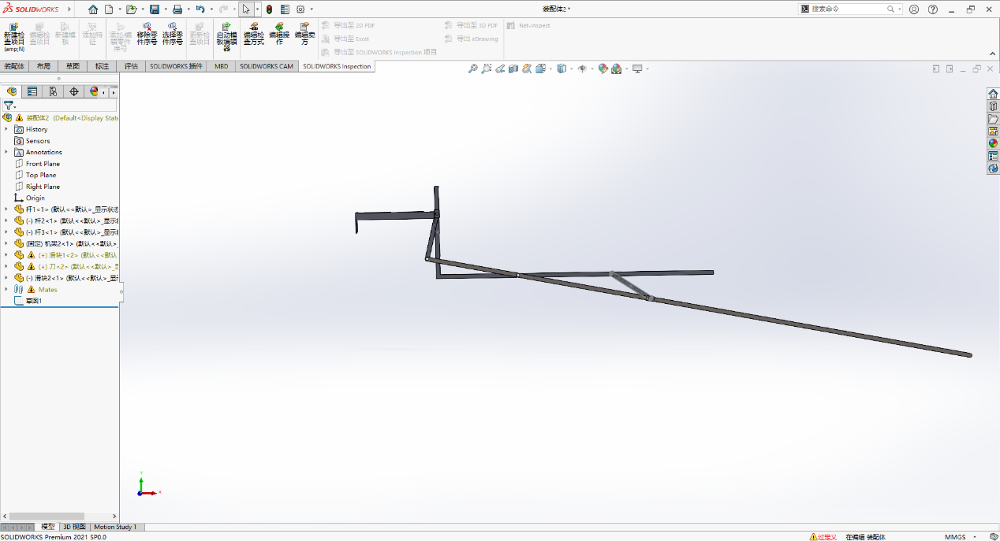 SOLIDWORKS
装配体2 *
搜索命令
新建检查项目(amp;N)
编辑检查项目
新建模板
添加特征
添加/编辑零件序号
移除零件序号
选择零件序号
更新检查项目
启动模板编辑器
编辑检查方式
编辑操作
编辑卖方
导出至 2D PDF
导出至 Excel
导出至 SOLIDWORKS Inspection 项目
导出至 3D PDF
导出 eDrawing
Net-Inspect
装配体 布局 草图 标注 评估 SOLIDWORKS 插件 MBD SOLIDWORKS CAM SOLIDWORKS Inspection
装配体2 (Default<Display State
History
Sensors
Annotations
Front Plane
Top Plane
Right Plane
Origin
杆1<1> (默认<<默认>_显示状态
(-) 杆2<1> (默认<<默认>_显示
(-) 杆3<1> (默认<<默认>_显示
(固定) 机架2<1> (默认<<默认>_
(+) 滑块1<2> (默认<<默认
(+) 刀<2> (默认<<默认>_
(-) 滑块2<1> (默认<<默认>_显
Mates
草图1
Y
X
模型 3D 视图 Motion Study 1
SOLIDWORKS Premium 2021 SP0.0 过定义 在编辑 装配体 MMGS